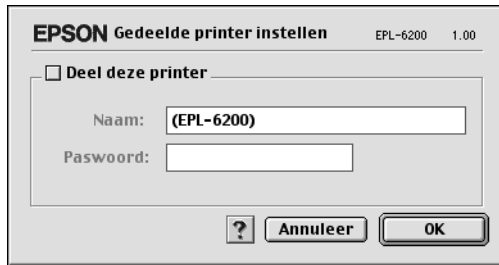 EPSON Gedeelde printer instellen EPL-6200 1.00
Deel deze printer
Naam: (EPL-6200)
Paswoord:
? Annuleer OK